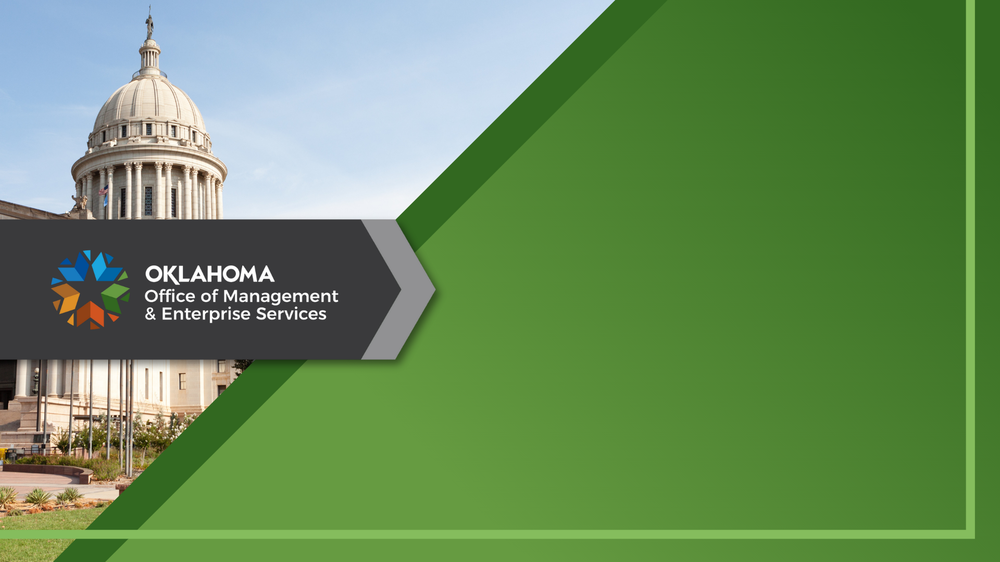 OKLAHOMA
Office of Management
& Enterprise Services